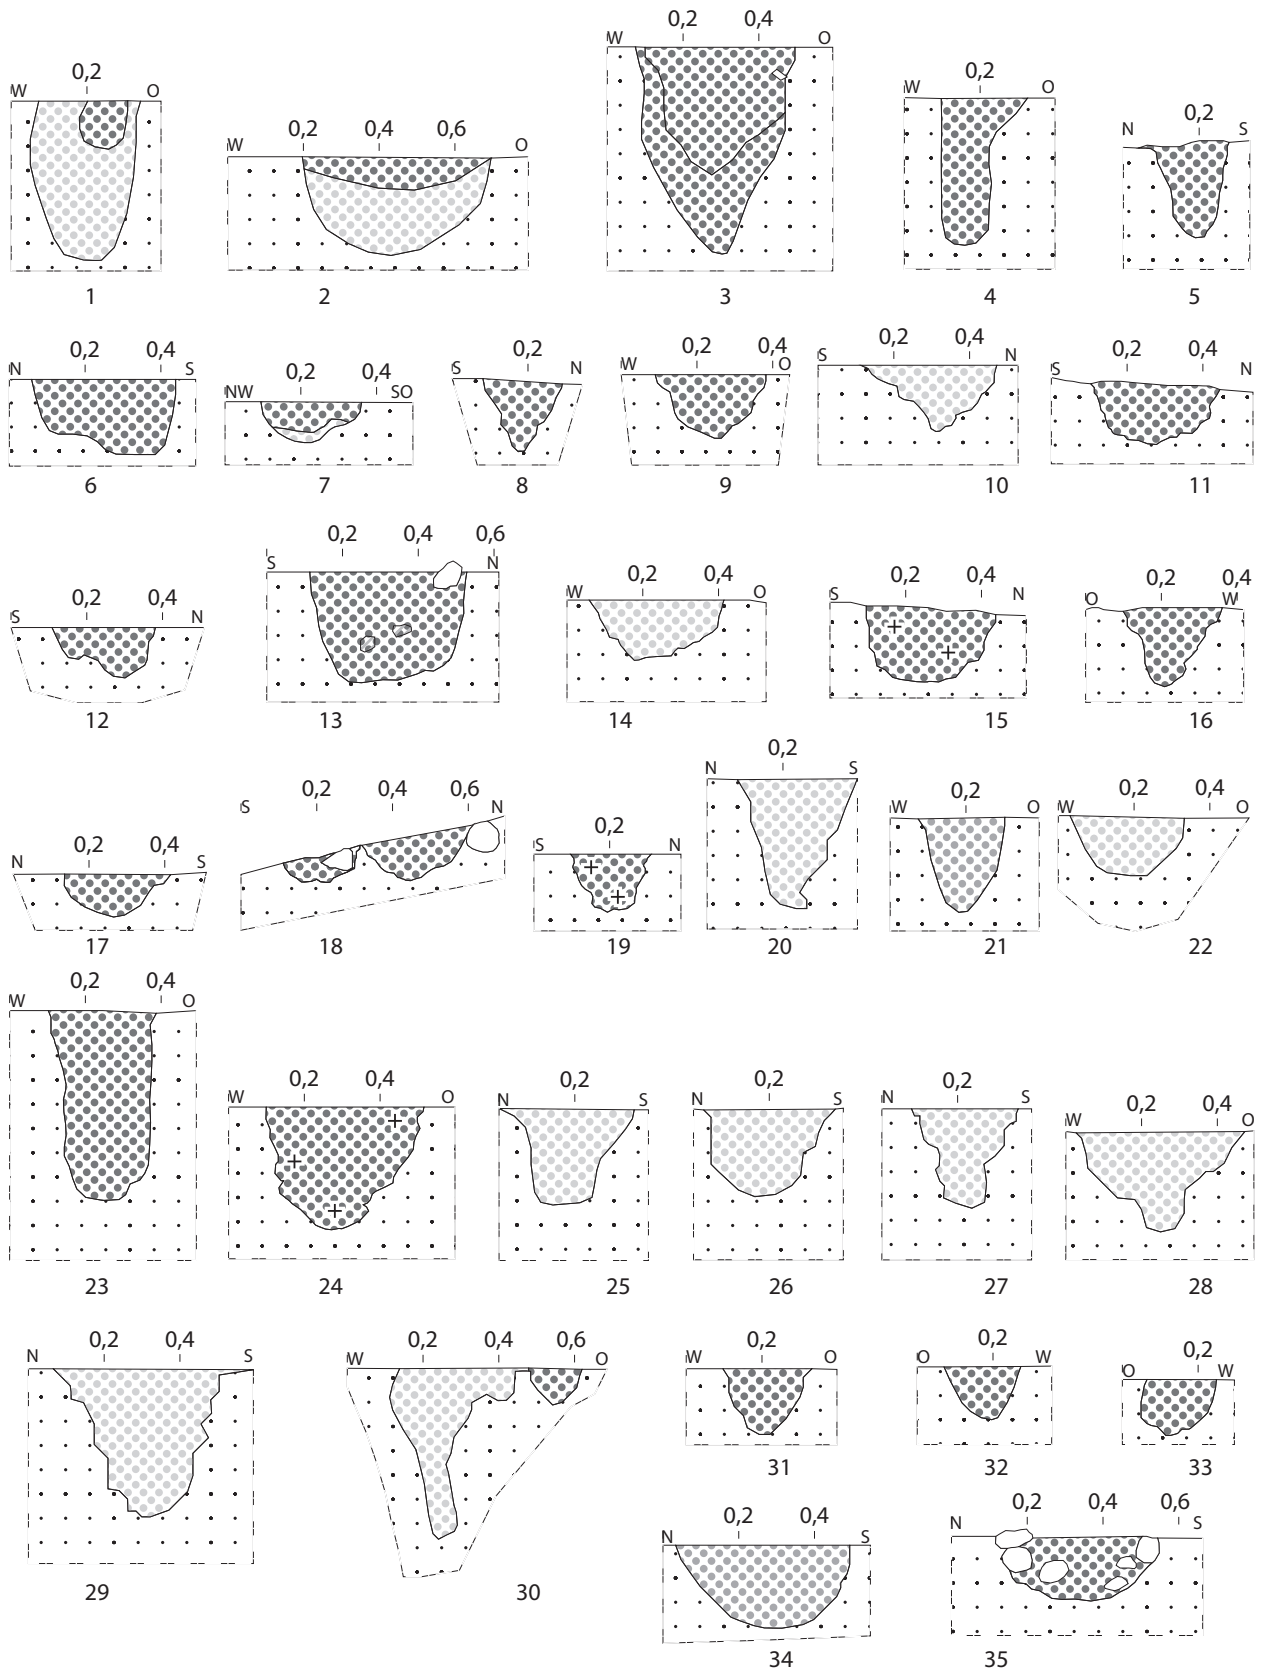 0,2 0,4
W O
0,2
W O
0,2
W O
0,2 0,4 0,6
W O
0,2
N S
1 2 3 4 5
0,2 0,4
N S
0,2 0,4
NW SO
0,2
S N
0,2 0,4
W O
0,2 0,4
S N
0,2 0,4
S N
6 7 8 9 10 11
0,2 0,4
S N
0,2 0,4 0,6
S N
0,2 0,4
W O
0,2 0,4
S N
0,2 0,4
O W
12 13 14 15 16
0,2 0,4
N S
0,2 0,4 0,6
S N
0,2
S N
0,2
N S
0,2
W O
0,2 0,4
W O
17 18 19 20 21 22
0,2 0,4
W O
0,2 0,4
W O
0,2
N S
0,2
N S
0,2
N S
0,2 0,4
W O
23 24 25 26 27 28
0,2 0,4
N S
0,2 0,4 0,6
W O
0,2
W O
0,2
O W
0,2
O W
31 32 33
0,2 0,4
N S
0,2 0,4 0,6
N S
29 30
34 35